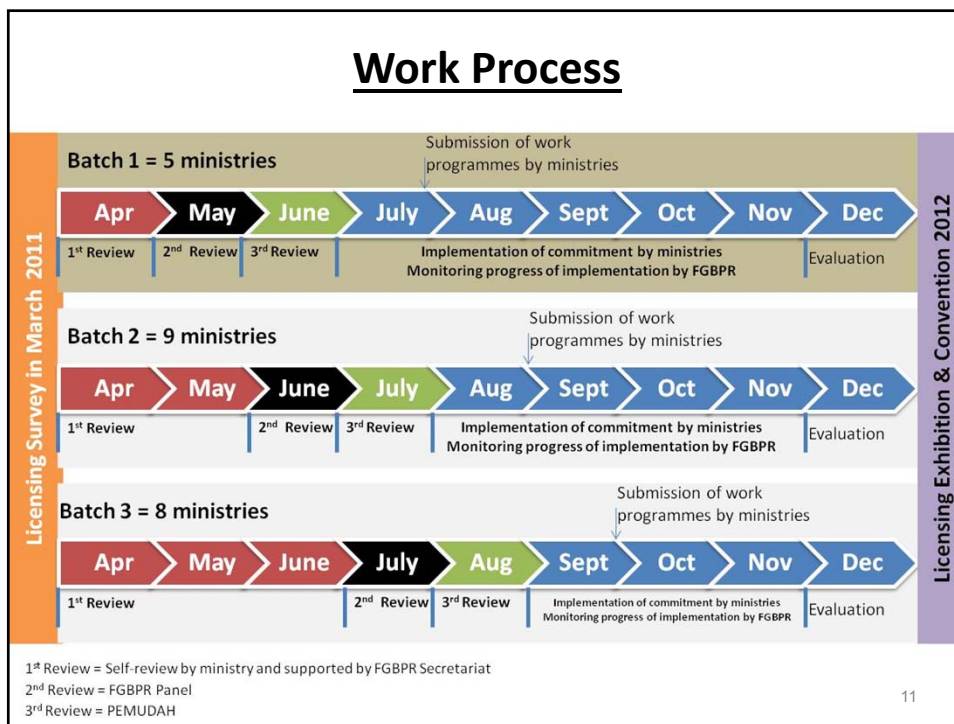 Work Process
Licensing Survey in March 2011
Batch 1 = 5 ministries
Submission of work
programmes by ministries
Apr May June July Aug Sept Oct Nov Dec
1st Review 2nd Review 3rd Review Implementation of commitment by ministries
Monitoring progress of implementation by FGBPR
Evaluation
Batch 2 = 9 ministries
Submission of work
programmes by ministries
Apr May June July Aug Sept Oct Nov Dec
1st Review 2nd Review 3rd Review Implementation of commitment by ministries
Monitoring progress of implementation by FGBPR
Evaluation
Batch 3 = 8 ministries
Submission of work
programmes by ministries
Apr May June July Aug Sept Oct Nov Dec
1st Review 2nd Review 3rd Review Implementation of commitment by ministries
Monitoring progress of implementation by FGBPR
Evaluation
Licensing Exhibition & Convention 2012
1st Review = Self-review by ministry and supported by FGBPR Secretariat
2nd Review = FGBPR Panel
3rd Review = PEMUDAH
11